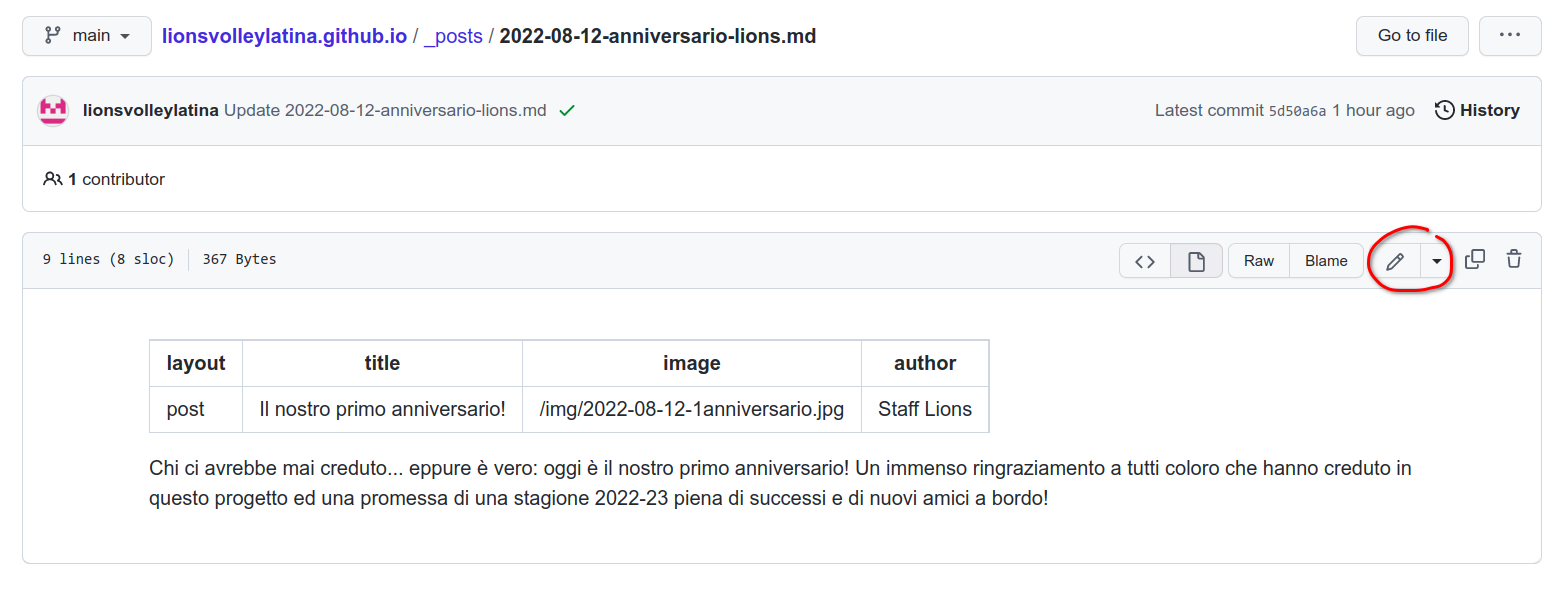 main lionsvolleylatina.github.io / _posts / 2022-08-12-anniversario-lions.md Go to file ...
lionsvolleylatina Update 2022-08-12-anniversario-lions.md Latest commit 5d50a6a 1 hour ago History
1 contributor
9 lines (8 sloc) 367 Bytes <> Raw Blame
layout title image author
post Il nostro primo anniversario! /img/2022-08-12-1anniversario.jpg Staff Lions
Chi ci avrebbe mai creduto... eppure è vero: oggi è il nostro primo anniversario! Un immenso ringraziamento a tutti coloro che hanno creduto in
questo progetto ed una promessa di una stagione 2022-23 piena di successi e di nuovi amici a bordo!